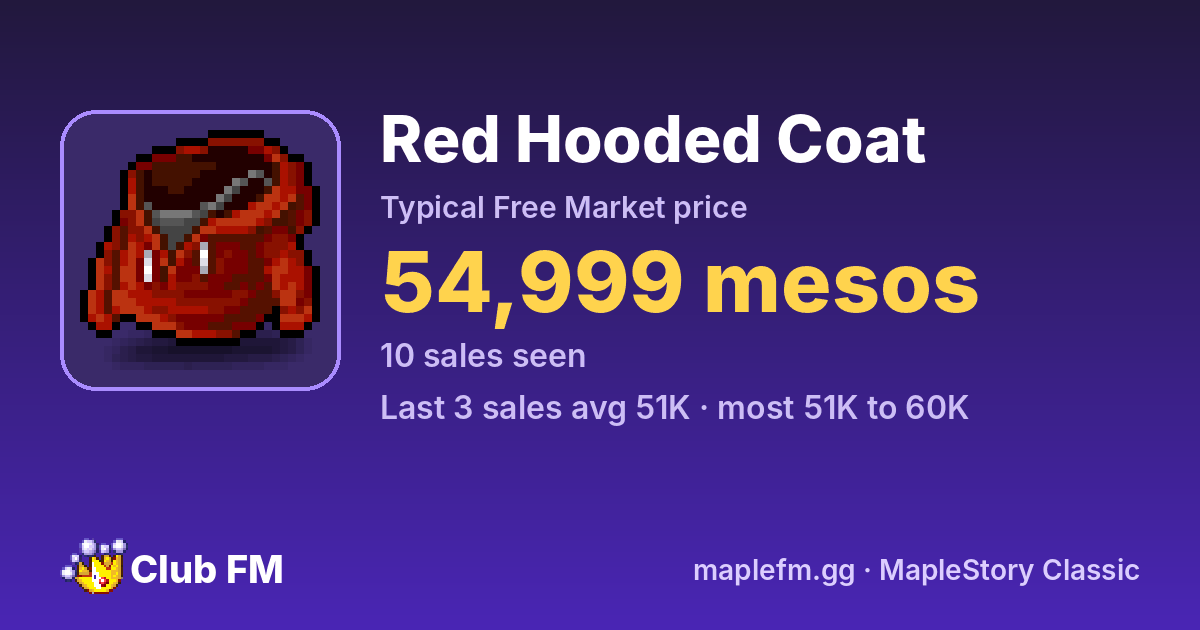 Red Hooded Coat
Typical Free Market price
54,999 mesos
10 sales seen
Last 3 sales avg 51K · most 51K to 60K
Club FM
maplefm.gg · MapleStory Classic